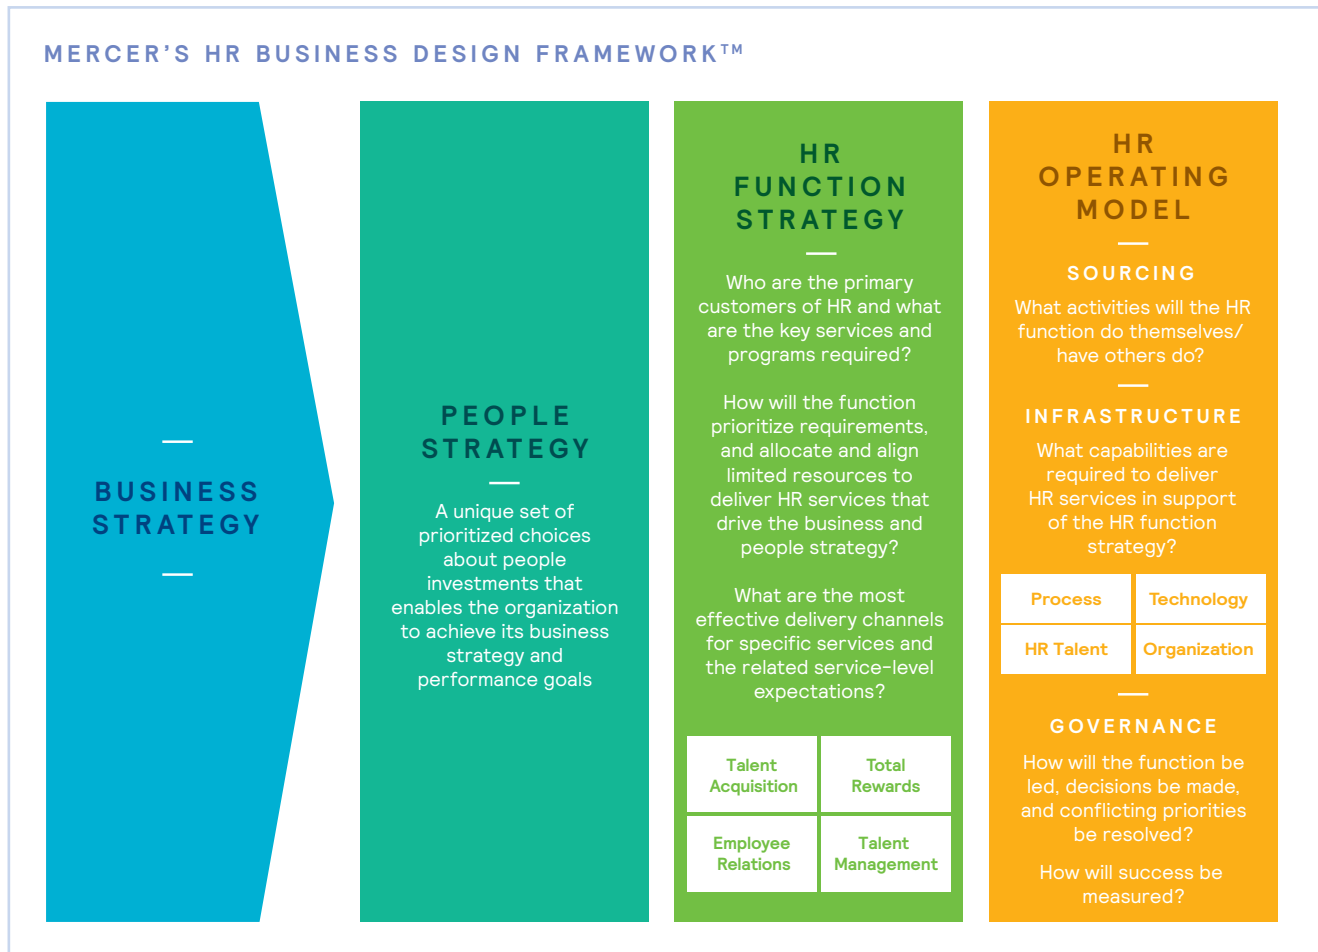 MERCER’S HR BUSINESS DESIGN FRAMEWORK™
BUSINESS
STRATEGY
PEOPLE
STRATEGY
A unique set of
prioritized choices
about people
investments that
enables the organization
to achieve its business
strategy and
performance goals
HR
FUNCTION
STRATEGY
Who are the primary
customers of HR and what
are the key services and
programs required?
How will the function
prioritize requirements,
and allocate and align
limited resources to
deliver HR services that
drive the business and
people strategy?
What are the most
effective delivery channels
for specific services and
the related service-level
expectations?
Talent
Acquisition
Total
Rewards
Employee
Relations
Talent
Management
HR
OPERATING
MODEL
SOURCING
What activities will the HR
function do themselves/
have others do?
INFRASTRUCTURE
What capabilities are
required to deliver
HR services in support
of the HR function
strategy?
Process
Technology
HR Talent
Organization
GOVERNANCE
How will the function be
led, decisions be made,
and conflicting priorities
be resolved?
How will success be
measured?